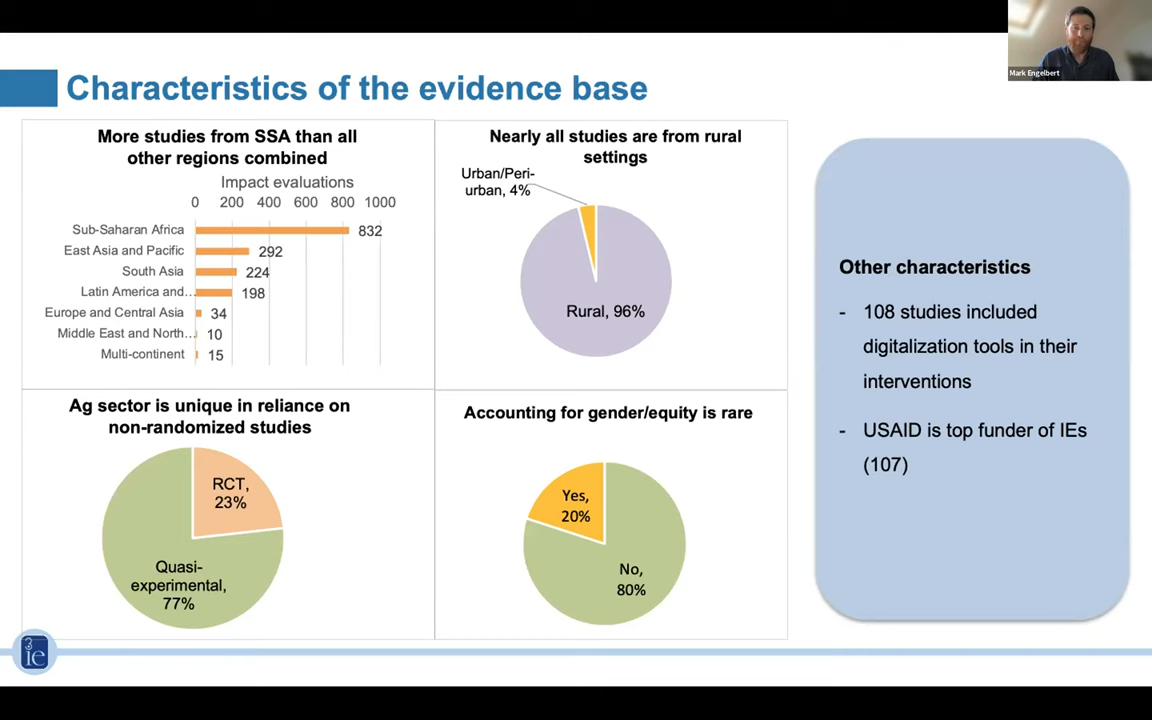 Mark Engelbert
Characteristics of the evidence base
More studies from SSA than all
other regions combined
Impact evaluations
0 200 400 600 800 1000
Sub-Saharan Africa 832
East Asia and Pacific 292
South Asia 224
Latin America and... 198
Europe and Central Asia 34
Middle East and North... 10
Multi-continent 15
Nearly all studies are from rural
settings
Urban/Peri-
urban, 4%
Rural, 96%
Ag sector is unique in reliance on
non-randomized studies
RCT,
23%
Quasi-
experimental,
77%
Accounting for gender/equity is rare
Yes,
20%
No,
80%
Other characteristics
- 108 studies included
digitalization tools in their
interventions
- USAID is top funder of IEs
(107)
3ie